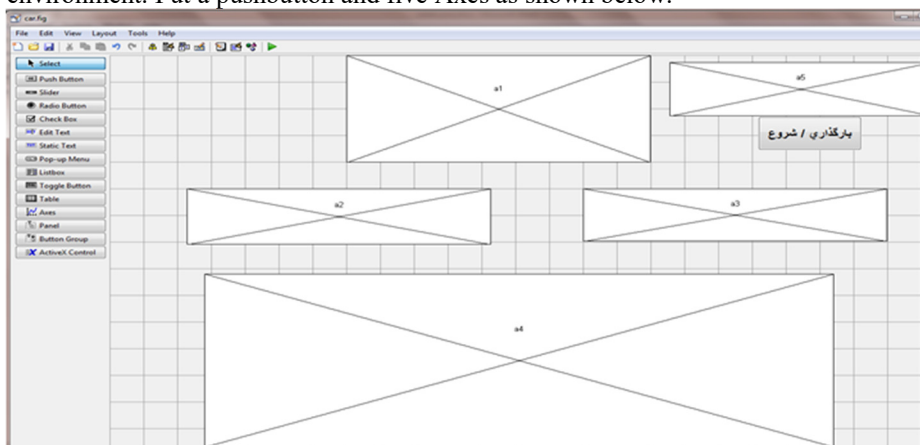 environment. Put a pushbutton and five Axes as shown below.
car.fig
File Edit View Layout Tools Help
Select
Push Button
Slider
Radio Button
Check Box
Edit Text
Static Text
Pop-up Menu
Listbox
Toggle Button
Table
Axes
Panel
Button Group
ActiveX Control
a1
a5
بارگذاري / شروع
a2
a3
a4